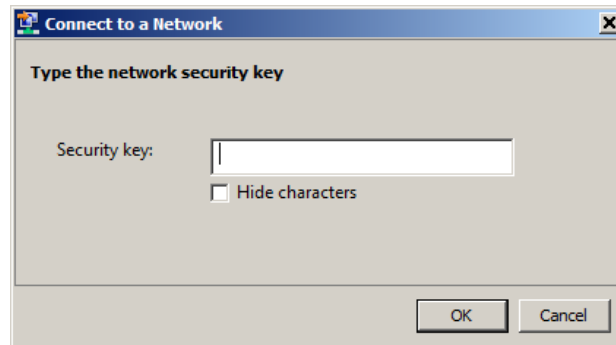 Connect to a Network
Type the network security key
Security key:
Hide characters
OK
Cancel